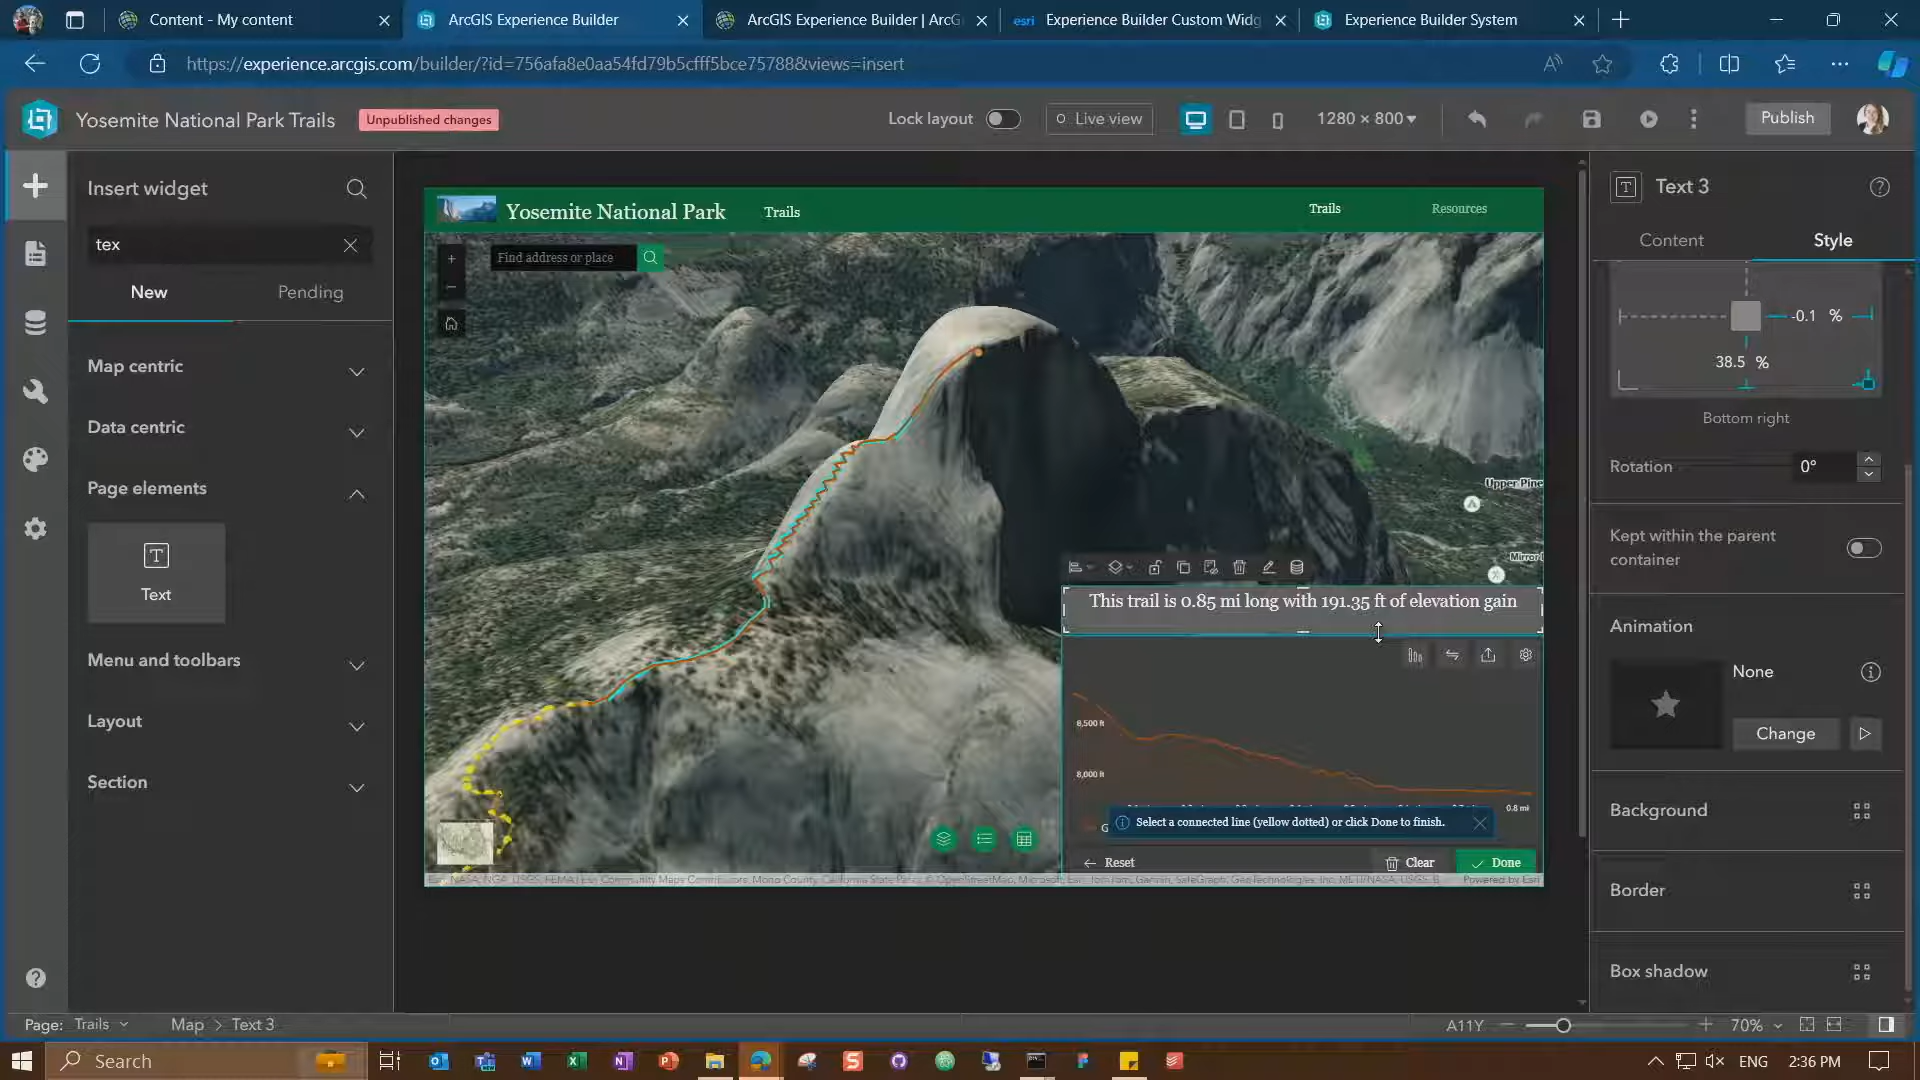 Content - My content
ArcGIS Experience Builder
ArcGIS Experience Builder | ArcG
esri Experience Builder Custom Widg
Experience Builder System
https://experience.arcgis.com/builder/?id=756afa8e0aa54fd79b5cfff5bce75788&views=insert
Yosemite National Park Trails
Unpublished changes
Lock layout
Live view
1280 × 800
Publish
Insert widget
tex
New
Pending
Map centric
Data centric
Page elements
Text
Menu and toolbars
Layout
Section
Yosemite National Park
Trails
Trails
Resources
Find address or place
Upper Pine
Mirror
This trail is 0.85 mi long with 191.35 ft of elevation gain
8,500 ft
8,000 ft
0.8 mi
G
Select a connected line (yellow dotted) or click Done to finish.
Reset
Clear
Done
Powered by Esri
Text 3
Content
Style
-0.1 %
38.5 %
Bottom right
Rotation
0°
Kept within the parent
container
Animation
None
Change
Background
Border
Box shadow
Page: Trails
Map > Text 3
A11Y
70%
Search
ENG
2:36 PM